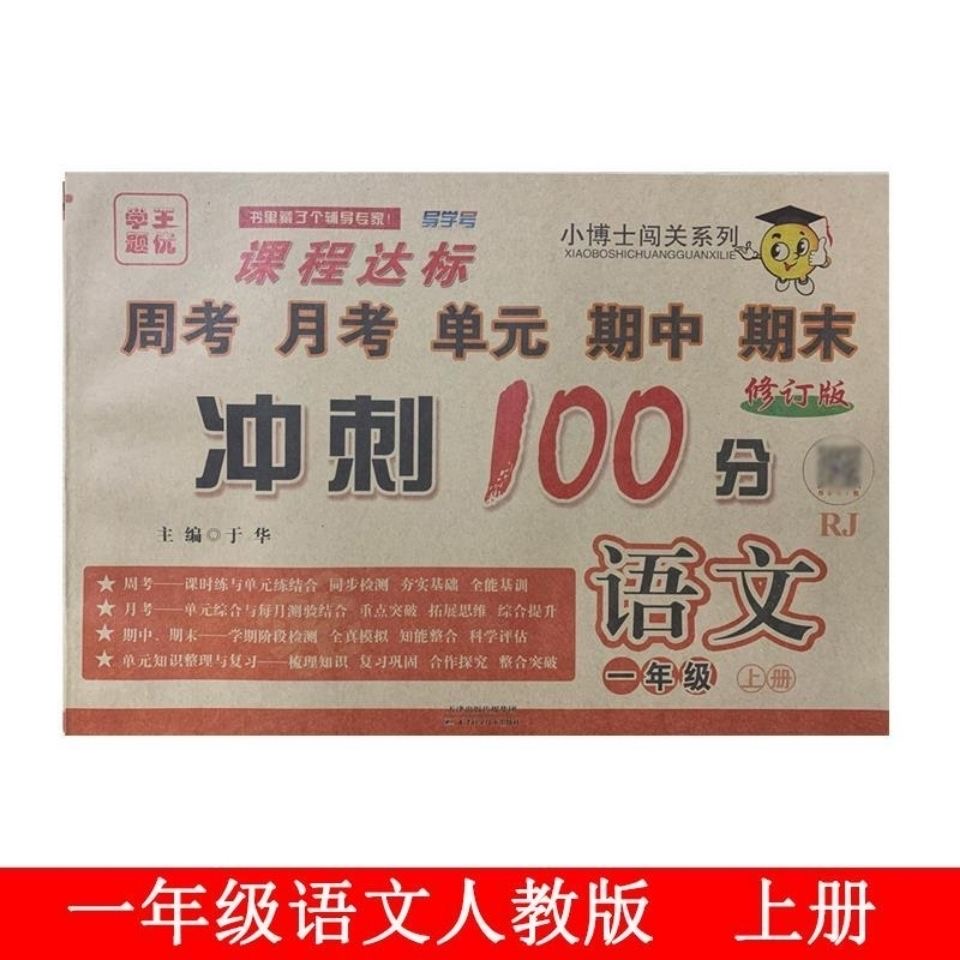 学王
题优
书里藏了个辅导专家!
导学号
课程达标
小博士闯关系列
XIAOBOSHICHUANGGUANXILIE
周考 月考 单元 期中 期末
修订版
冲刺100分
RJ
主编◎于华
语文
★周考——课时练与单元练结合 同步检测 夯实基础 全能基训
★月考——单元综合与每月测验结合 重点突破 拓展思维 综合提升
★期中、期末——学期阶段检测 全真模拟 知能整合 科学评估
★单元知识整理与复习——梳理知识 复习巩固 合作探究 整合突破
一年级 上册
天津出版传媒集团
一年级语文人教版 上册